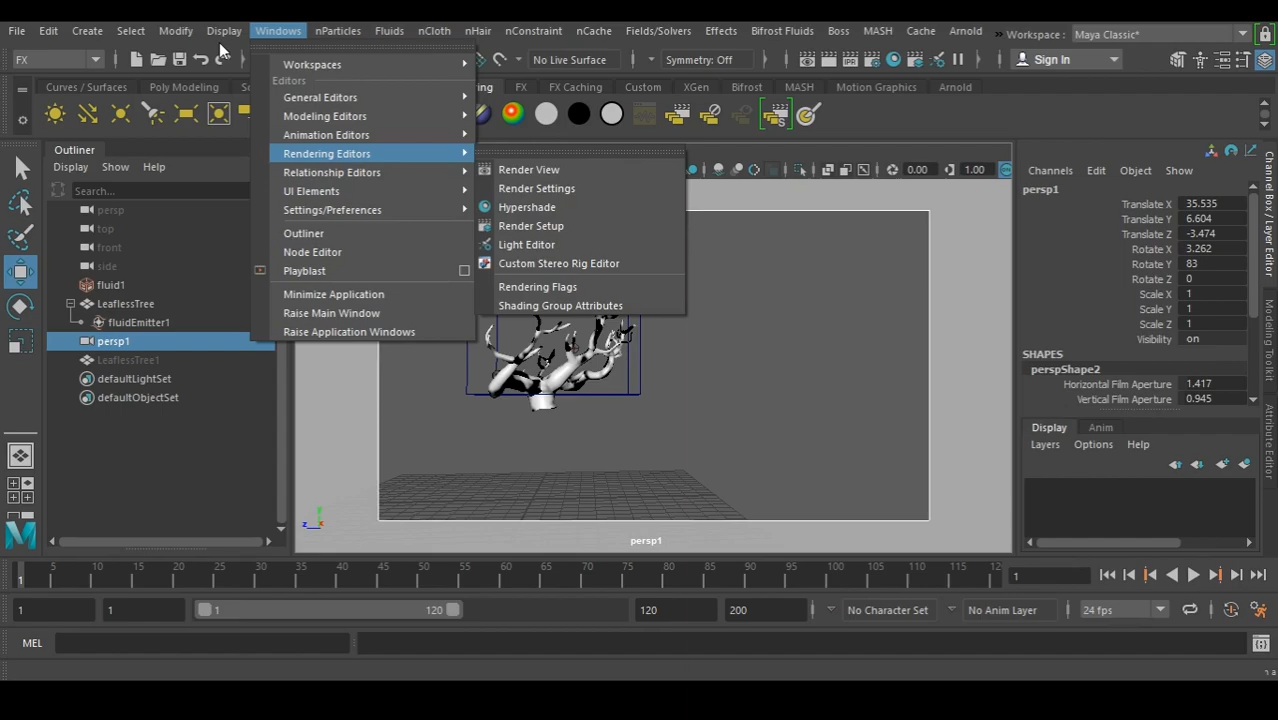 File Edit Create Select Modify Display Windows nParticles Fluids nCloth nHair nConstraint nCache Fields/Solvers Effects Bifrost Fluids Boss MASH Cache Arnold Workspace : Maya Classic*
FX No Live Surface Symmetry: Off Sign In
Curves / Surfaces Poly Modeling FX FX Caching Custom XGen Bifrost MASH Motion Graphics Arnold
Workspaces
Editors
General Editors
Modeling Editors
Animation Editors
Rendering Editors
Relationship Editors
UI Elements
Settings/Preferences
Outliner
Node Editor
Playblast
Minimize Application
Raise Main Window
Raise Application Windows
Render View
Render Settings
Hypershade
Render Setup
Light Editor
Custom Stereo Rig Editor
Rendering Flags
Shading Group Attributes
Outliner
Display Show Help
Search...
persp
top
front
side
fluid1
LeaflessTree
fluidEmitter1
persp1
LeaflessTree1
defaultLightSet
defaultObjectSet
0.00 1.00
persp1
Channels Edit Object Show
persp1
Translate X 35.535
Translate Y 6.604
Translate Z -3.474
Rotate X 3.262
Rotate Y 83
Rotate Z 0
Scale X 1
Scale Y 1
Scale Z 1
Visibility on
SHAPES
perspShape2
Horizontal Film Aperture 1.417
Vertical Film Aperture 0.945
Display Anim
Layers Options Help
Channel Box / Layer Editor
Modeling Toolkit
Attribute Editor
1 5 10 15 20 25 30 35 40 45 50 55 60 65 70 75 80 85 90 95 100 105 110 115 12 1
1 1 1 120 120 200 No Character Set No Anim Layer 24 fps
MEL